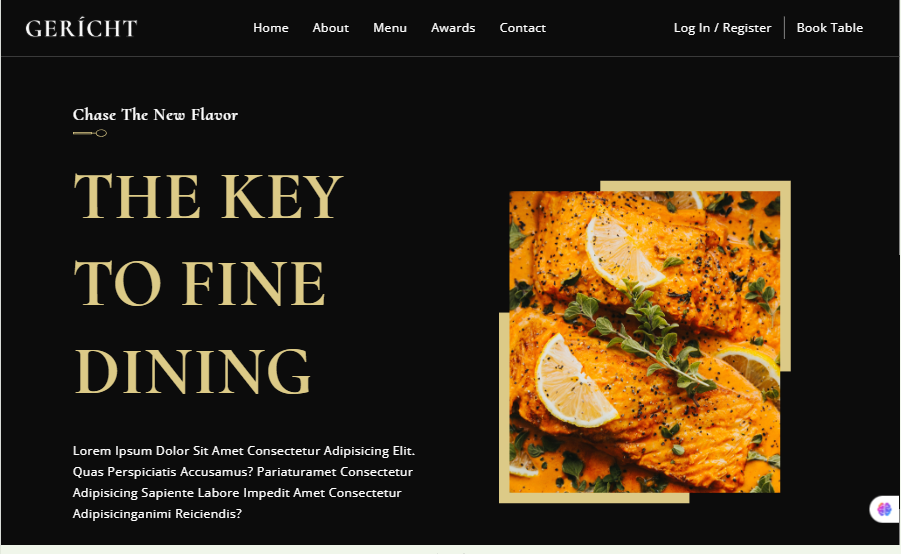 GERÍCHT
Home About Menu Awards Contact
Log In / Register Book Table
Chase The New Flavor
THE KEY
TO FINE
DINING
Lorem Ipsum Dolor Sit Amet Consectetur Adipisicing Elit.
Quas Perspiciatis Accusamus? Pariaturamet Consectetur
Adipisicing Sapiente Labore Impedit Amet Consectetur
Adipisicinganimi Reiciendis?